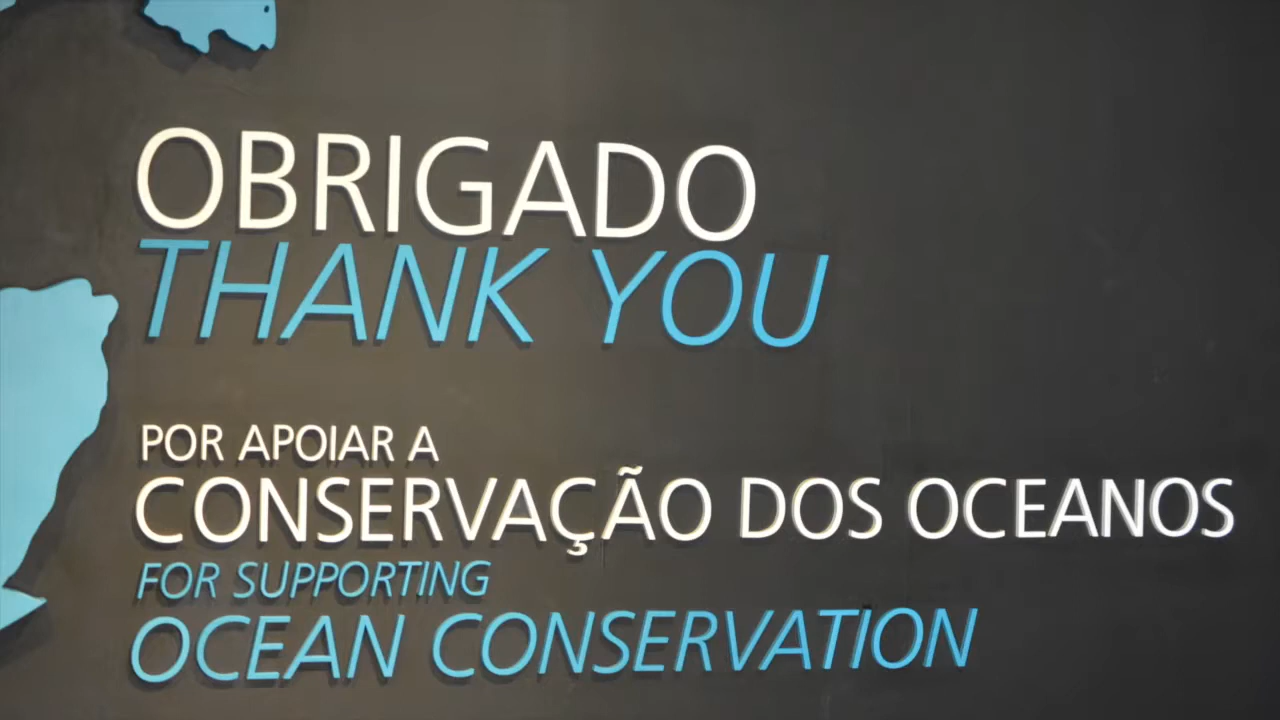 OBRIGADO
THANK YOU
POR APOIAR A
CONSERVAÇÃO DOS OCEANOS
FOR SUPPORTING
OCEAN CONSERVATION